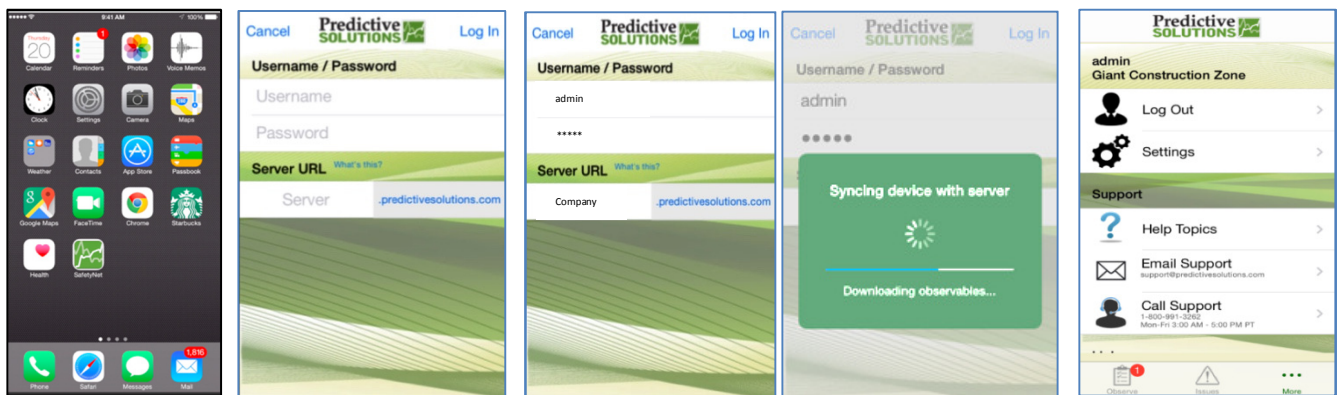 9:41 AM
100%
Thursday
20
1
Calendar
Reminders
Photos
Voice Memos
Clock
Settings
Camera
Maps
Weather
Contacts
App Store
Passbook
Google Maps
FaceTime
Chrome
Starbucks
Health
SafetyNet
1,816
Phone
Safari
Messages
Mail
Cancel
Predictive
SOLUTIONS
Log In
Username / Password
Username
Password
Server URL What's this?
Server
.predictivesolutions.com
Cancel
Predictive
SOLUTIONS
Log In
Username / Password
admin
*****
Server URL What's this?
Company
.predictivesolutions.com
Cancel
Predictive
SOLUTIONS
Log In
Username / Password
admin
•••••
Syncing device with server
Downloading observables...
Predictive
SOLUTIONS
admin
Giant Construction Zone
Log Out
Settings
Support
Help Topics
Email Support
support@predictivesolutions.com
Call Support
1-800-991-3262
Mon-Fri 3:00 AM - 5:00 PM PT
. . .
1
Observe
Issues
More